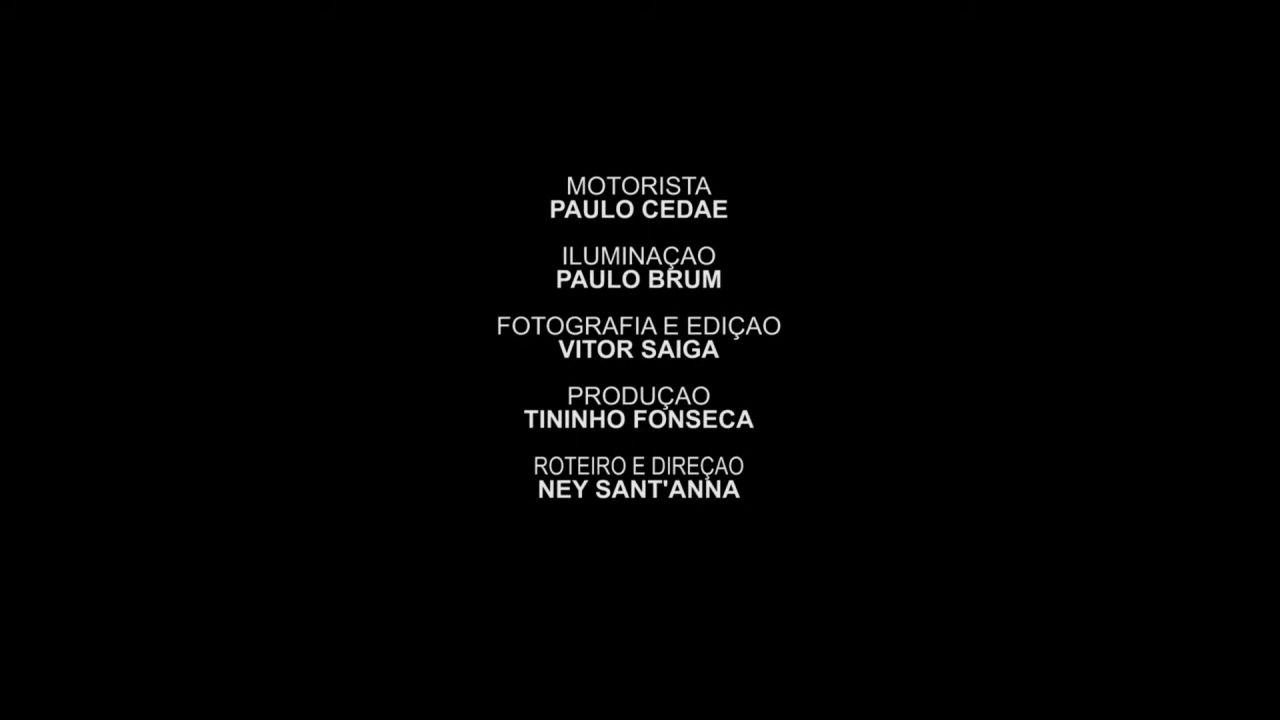 MOTORISTA
PAULO CEDAE
ILUMINAÇAO
PAULO BRUM
FOTOGRAFIA E EDIÇAO
VITOR SAIGA
PRODUÇAO
TININHO FONSECA
ROTEIRO E DIREÇAO
NEY SANT'ANNA